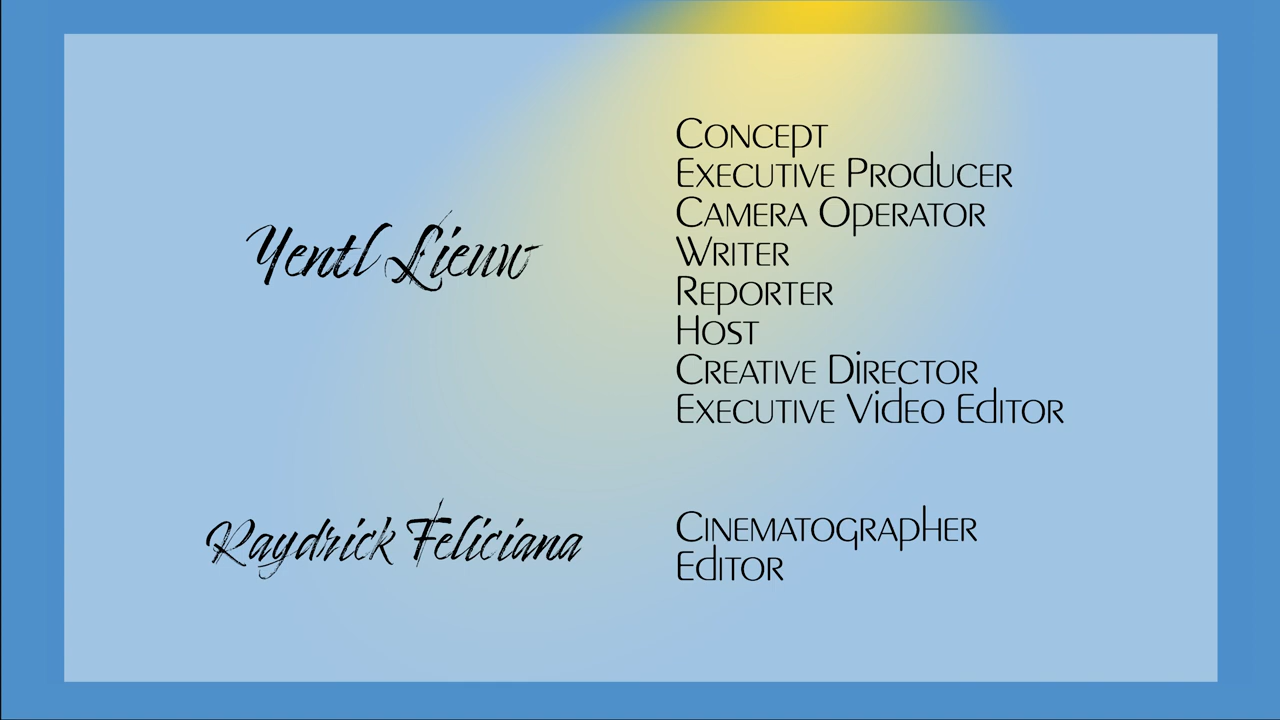 Yentl Lieuw
Concept
Executive Producer
Camera Operator
Writer
Reporter
Host
Creative Director
Executive Video Editor
Raydrick Feliciana
Cinematographer
Editor